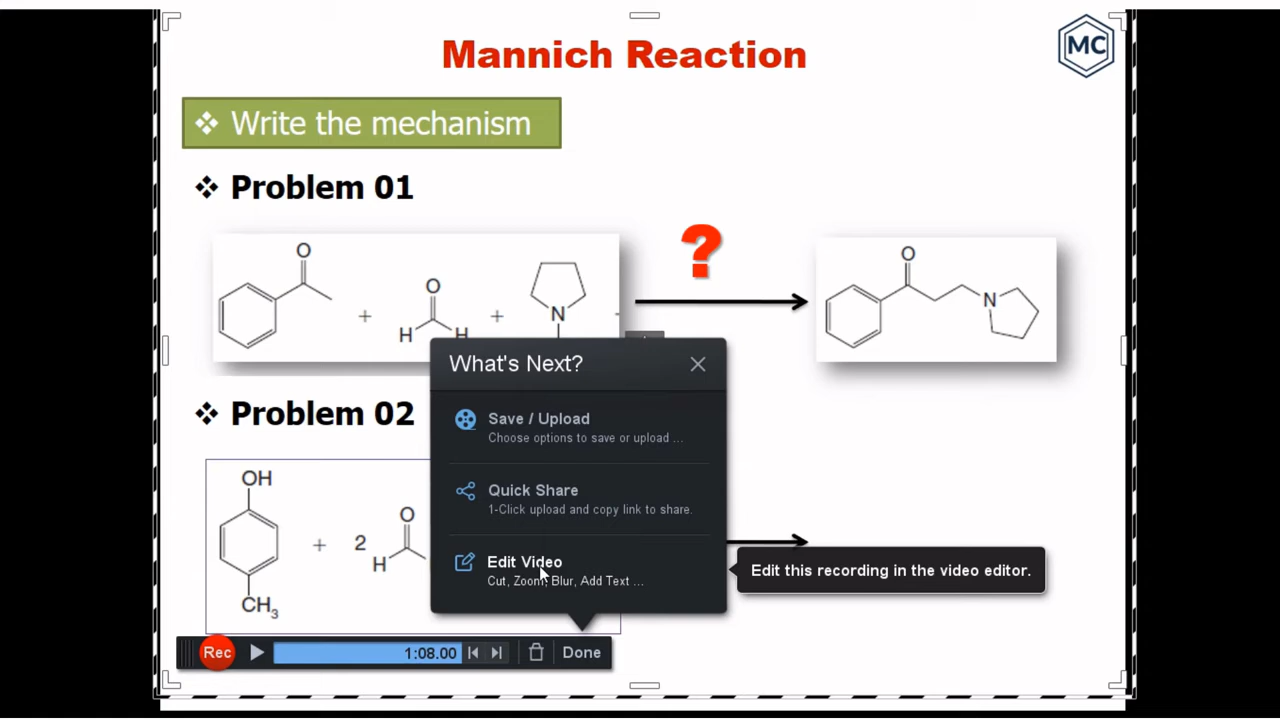 Mannich Reaction
MC
❖ Write the mechanism
❖ Problem 01
O
+
O
H H
+
N
?
O
N
What's Next?
Save / Upload
Choose options to save or upload ...
Quick Share
1-Click upload and copy link to share.
Edit Video
Cut, Zoom, Blur, Add Text ...
❖ Problem 02
OH
CH3
+
2
O
H
Edit this recording in the video editor.
Rec
1:08.00
Done